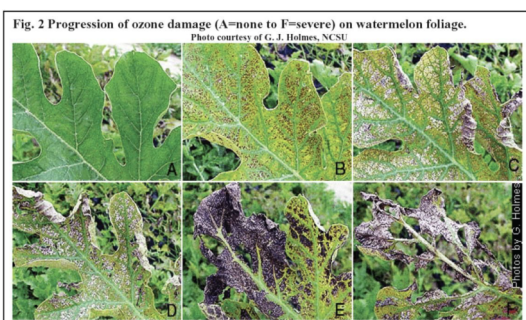 Fig. 2 Progression of ozone damage (A=none to F=severe) on watermelon foliage.
Photo courtesy of G. J. Holmes, NCSU
A
B
C
D
E
F
Photos by G. Holmes